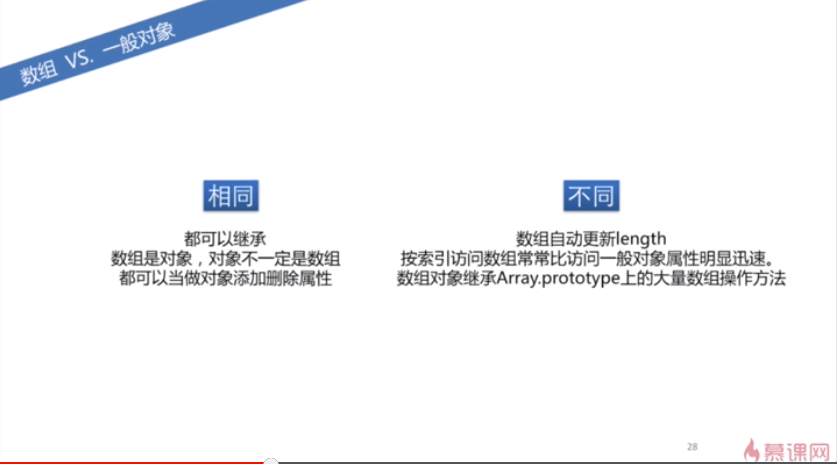 数组 VS. 一般对象
相同
都可以继承
数组是对象，对象不一定是数组
都可以当做对象添加删除属性
不同
数组自动更新length
按索引访问数组常常比访问一般对象属性明显迅速。
数组对象继承Array.prototype上的大量数组操作方法
28
慕课网